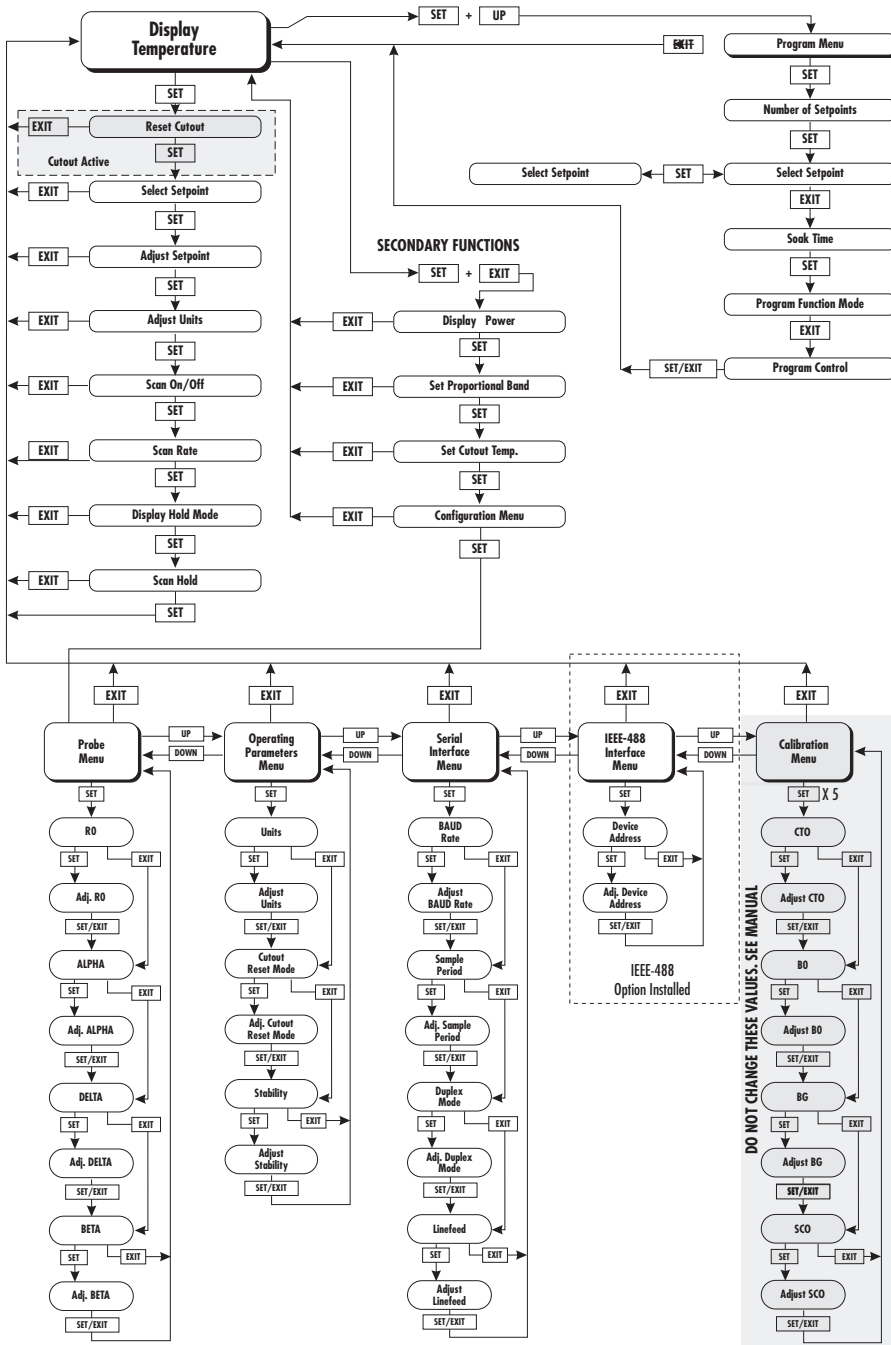 Display
Temperature
SET + UP
EXIT
Program Menu
SET
Number of Setpoints
SET
Select Setpoint
SET
Select Setpoint
EXIT
Soak Time
SET
Program Function Mode
EXIT
Program Control
SET/EXIT
SET
EXIT
Reset Cutout
SET
Cutout Active
EXIT
Select Setpoint
SET
EXIT
Adjust Setpoint
SET
EXIT
Adjust Units
SET
EXIT
Scan On/Off
SET
EXIT
Scan Rate
SET
EXIT
Display Hold Mode
SET
EXIT
Scan Hold
SET
SECONDARY FUNCTIONS
SET + EXIT
EXIT
Display Power
SET
EXIT
Set Proportional Band
SET
EXIT
Set Cutout Temp.
SET
EXIT
Configuration Menu
SET
EXIT
EXIT
EXIT
EXIT
EXIT
Probe
Menu
UP
DOWN
Operating
Parameters
Menu
UP
DOWN
Serial
Interface
Menu
UP
DOWN
IEEE-488
Interface
Menu
UP
DOWN
Calibration
Menu
SET
R0
SET
EXIT
Adj. R0
SET/EXIT
ALPHA
SET
EXIT
Adj. ALPHA
SET/EXIT
DELTA
SET
EXIT
Adj. DELTA
SET/EXIT
BETA
SET
EXIT
Adj. BETA
SET/EXIT
SET
Units
SET
EXIT
Adjust
Units
SET/EXIT
Cutout
Reset Mode
SET
EXIT
Adj. Cutout
Reset Mode
SET/EXIT
Stability
SET
EXIT
Adjust
Stability
SET/EXIT
SET
BAUD
Rate
SET
EXIT
Adjust
BAUD Rate
SET/EXIT
Sample
Period
SET
EXIT
Adj. Sample
Period
SET/EXIT
Duplex
Mode
SET
EXIT
Adj. Duplex
Mode
SET/EXIT
Linefeed
SET
EXIT
Adjust
Linefeed
SET/EXIT
SET
Device
Address
SET
EXIT
Adj. Device
Address
SET/EXIT
IEEE-488
Option Installed
SET X 5
CTO
SET
EXIT
Adjust CTO
SET/EXIT
B0
SET
EXIT
Adjust B0
SET/EXIT
BG
SET
EXIT
Adjust BG
SET/EXIT
SCO
SET
EXIT
Adjust SCO
SET/EXIT
DO NOT CHANGE THESE VALUES. SEE MANUAL